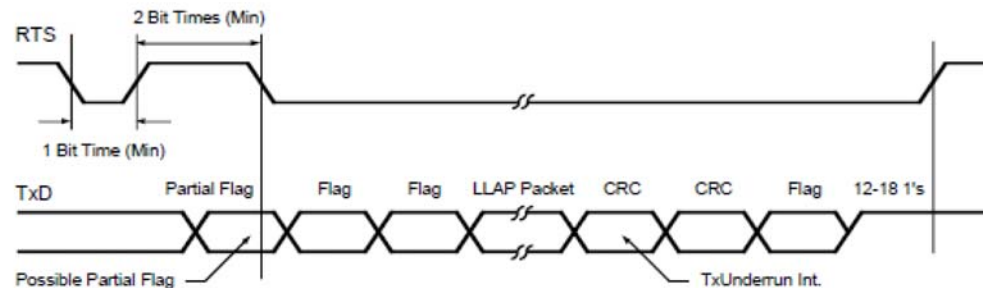 2 Bit Times (Min)
RTS
1 Bit Time (Min)
TxD
Partial Flag
Flag
Flag
LLAP Packet
CRC
CRC
Flag
12-18 1's
Possible Partial Flag
TxUnderrun Int.